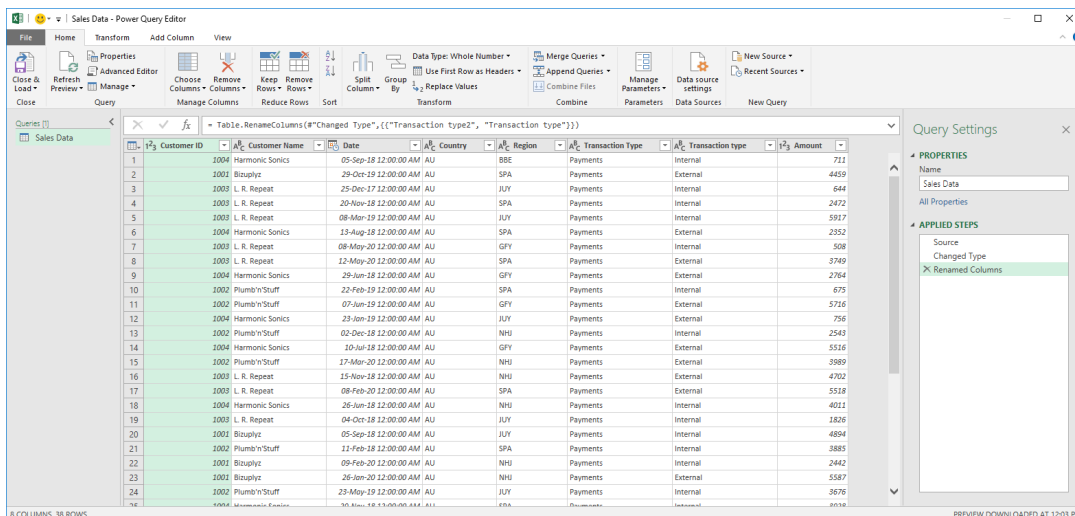 Sales Data - Power Query Editor
File Home Transform Add Column View
Close & Load
Refresh Preview
Properties
Advanced Editor
Manage
Choose Columns
Remove Columns
Keep Rows
Remove Rows
Split Column
Group By
Data Type: Whole Number
Use First Row as Headers
Replace Values
Merge Queries
Append Queries
Combine Files
Manage Parameters
Data source settings
New Source
Recent Sources
Close Query Manage Columns Reduce Rows Sort Transform Combine Parameters Data Sources New Query
Queries [1]
Sales Data
fx = Table.RenameColumns(#"Changed Type",{{"Transaction type2", "Transaction type"}})
Customer ID Customer Name Date Country Region Transaction Type Transaction type Amount
1 1004 Harmonic Sonics 05-Sep-18 12:00:00 AM AU BBE Payments Internal 711
2 1001 Bizuplyz 29-Oct-19 12:00:00 AM AU SPA Payments External 4459
3 1003 L. R. Repeat 25-Dec-17 12:00:00 AM AU JUY Payments Internal 644
4 1003 L. R. Repeat 20-Nov-18 12:00:00 AM AU SPA Payments Internal 2472
5 1003 L. R. Repeat 08-Mar-19 12:00:00 AM AU JUY Payments Internal 5917
6 1004 Harmonic Sonics 13-Aug-18 12:00:00 AM AU SPA Payments External 2352
7 1003 L. R. Repeat 08-May-20 12:00:00 AM AU GFY Payments Internal 508
8 1003 L. R. Repeat 12-May-20 12:00:00 AM AU SPA Payments External 3749
9 1004 Harmonic Sonics 29-Jun-18 12:00:00 AM AU GFY Payments External 2764
10 1002 Plumb'n'Stuff 22-Feb-19 12:00:00 AM AU SPA Payments Internal 675
11 1002 Plumb'n'Stuff 07-Jun-19 12:00:00 AM AU GFY Payments External 5716
12 1004 Harmonic Sonics 23-Jan-19 12:00:00 AM AU JUY Payments External 756
13 1002 Plumb'n'Stuff 02-Dec-18 12:00:00 AM AU NHJ Payments Internal 2543
14 1004 Harmonic Sonics 10-Jul-18 12:00:00 AM AU GFY Payments External 5516
15 1002 Plumb'n'Stuff 17-Mar-20 12:00:00 AM AU NHJ Payments External 3989
16 1003 L. R. Repeat 15-Nov-18 12:00:00 AM AU NHJ Payments External 4702
17 1003 L. R. Repeat 08-Feb-20 12:00:00 AM AU SPA Payments External 5518
18 1004 Harmonic Sonics 26-Jun-18 12:00:00 AM AU NHJ Payments Internal 4011
19 1003 L. R. Repeat 04-Oct-18 12:00:00 AM AU JUY Payments Internal 1826
20 1001 Bizuplyz 05-Sep-18 12:00:00 AM AU JUY Payments Internal 4894
21 1002 Plumb'n'Stuff 11-Feb-18 12:00:00 AM AU SPA Payments Internal 3885
22 1001 Bizuplyz 09-Feb-20 12:00:00 AM AU NHJ Payments Internal 2442
23 1001 Bizuplyz 26-Jan-20 12:00:00 AM AU NHJ Payments External 5587
24 1002 Plumb'n'Stuff 23-May-19 12:00:00 AM AU JUY Payments Internal 3676
Query Settings
PROPERTIES
Name
Sales Data
All Properties
APPLIED STEPS
Source
Changed Type
Renamed Columns
8 COLUMNS, 38 ROWS
PREVIEW DOWNLOADED AT 12:03 P